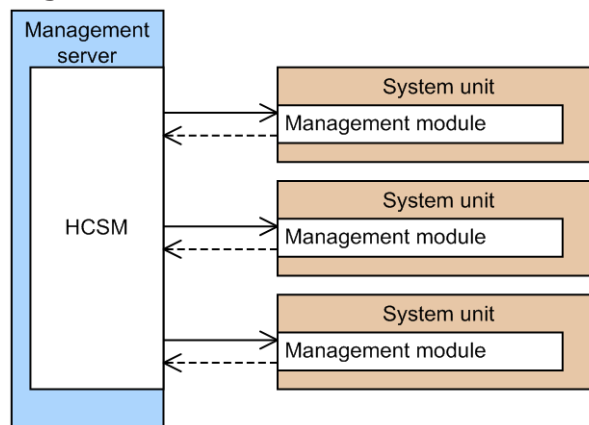 Management
server
HCSM
System unit
Management module
System unit
Management module
System unit
Management module